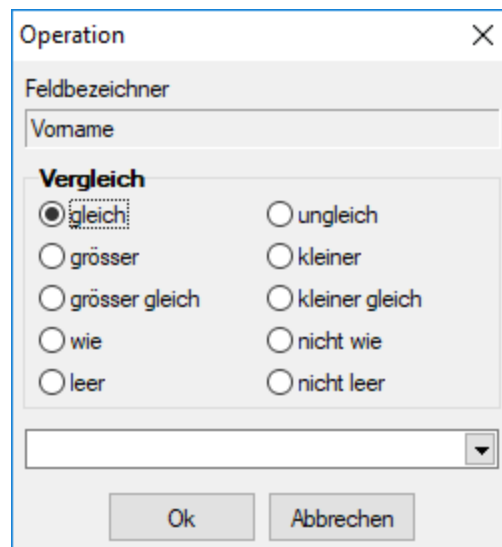 Operation
Feldbezeichner
Vorname
Vergleich
gleich ungleich
grösser kleiner
grösser gleich kleiner gleich
wie nicht wie
leer nicht leer
Ok Abbrechen